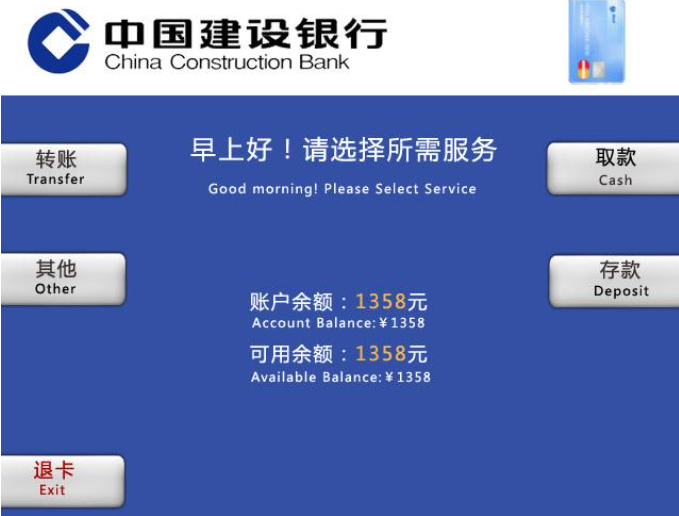 中国建设银行
China Construction Bank
转账
Transfer
早上好！请选择所需服务
Good morning! Please Select Service
取款
Cash
其他
Other
存款
Deposit
账户余额：1358元
Account Balance:¥1358
可用余额：1358元
Available Balance:¥1358
退卡
Exit